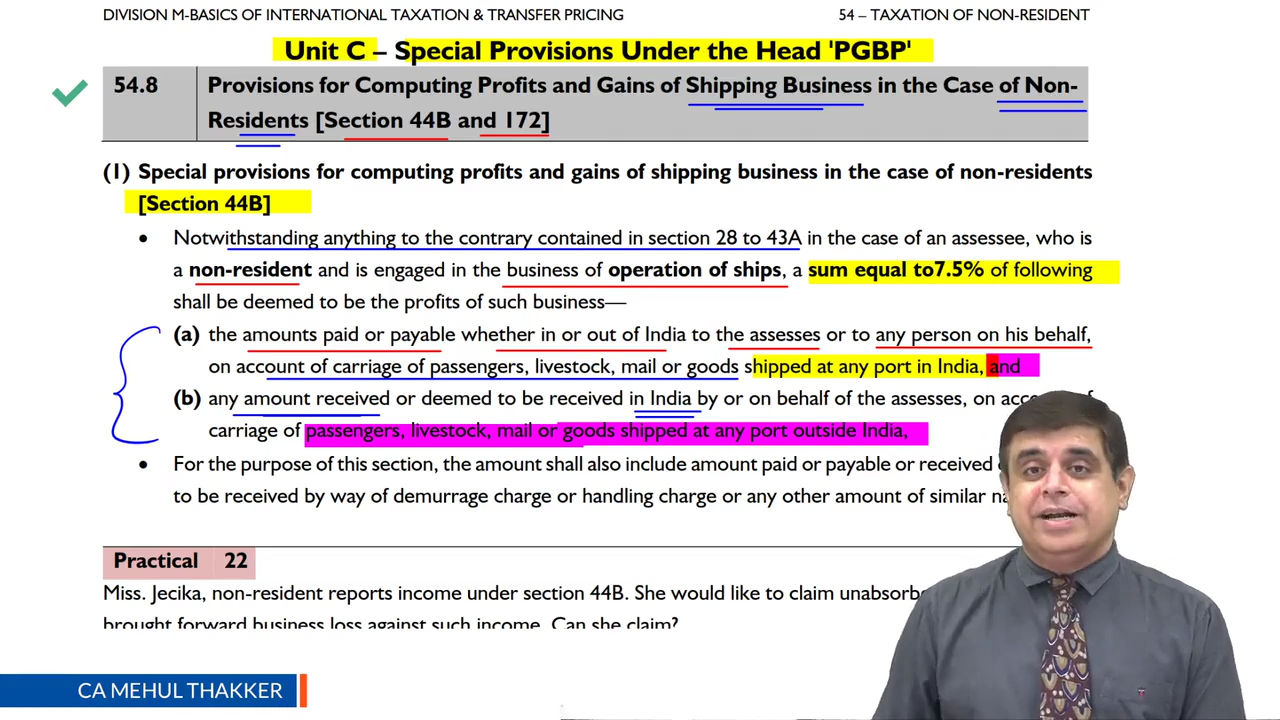 DIVISION M-BASICS OF INTERNATIONAL TAXATION & TRANSFER PRICING 54 – TAXATION OF NON-RESIDENT
Unit C – Special Provisions Under the Head 'PGBP'
54.8 Provisions for Computing Profits and Gains of Shipping Business in the Case of Non-
Residents [Section 44B and 172]
(1) Special provisions for computing profits and gains of shipping business in the case of non-residents
[Section 44B]
• Notwithstanding anything to the contrary contained in section 28 to 43A in the case of an assessee, who is
a non-resident and is engaged in the business of operation of ships, a sum equal to7.5% of following
shall be deemed to be the profits of such business—
(a) the amounts paid or payable whether in or out of India to the assesses or to any person on his behalf,
on account of carriage of passengers, livestock, mail or goods shipped at any port in India, and
(b) any amount received or deemed to be received in India by or on behalf of the assesses, on
carriage of passengers, livestock, mail or goods shipped at any port outside India,
• For the purpose of this section, the amount shall also include amount paid or payable or received
to be received by way of demurrage charge or handling charge or any other amount of similar
Practical 22
Miss. Jecika, non-resident reports income under section 44B. She would like to claim
brought forward business loss against such income. Can she claim?
CA MEHUL THAKKER